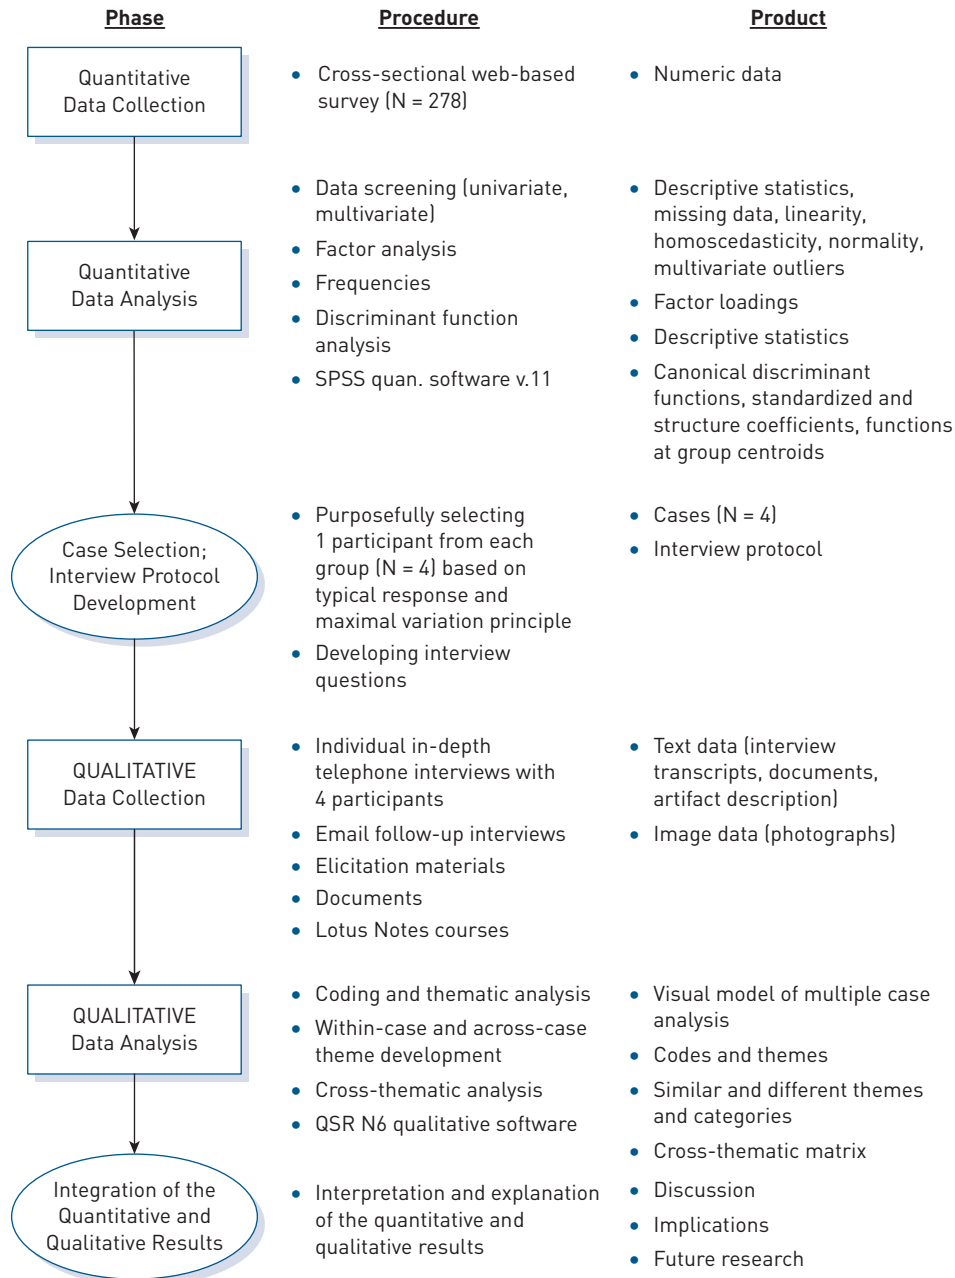 Phase
Procedure
Product
Quantitative
Data Collection
• Cross-sectional web-based
survey (N = 278)
• Numeric data
Quantitative
Data Analysis
• Data screening (univariate,
multivariate)
• Factor analysis
• Frequencies
• Discriminant function
analysis
• SPSS quan. software v.11
• Descriptive statistics,
missing data, linearity,
homoscedasticity, normality,
multivariate outliers
• Factor loadings
• Descriptive statistics
• Canonical discriminant
functions, standardized and
structure coefficients, functions
at group centroids
Case Selection;
Interview Protocol
Development
• Purposefully selecting
1 participant from each
group (N = 4) based on
typical response and
maximal variation principle
• Developing interview
questions
• Cases (N = 4)
• Interview protocol
QUALITATIVE
Data Collection
• Individual in-depth
telephone interviews with
4 participants
• Email follow-up interviews
• Elicitation materials
• Documents
• Lotus Notes courses
• Text data (interview
transcripts, documents,
artifact description)
• Image data (photographs)
QUALITATIVE
Data Analysis
• Coding and thematic analysis
• Within-case and across-case
theme development
• Cross-thematic analysis
• QSR N6 qualitative software
• Visual model of multiple case
analysis
• Codes and themes
• Similar and different themes
and categories
• Cross-thematic matrix
Integration of the
Quantitative and
Qualitative Results
• Interpretation and explanation
of the quantitative and
qualitative results
• Discussion
• Implications
• Future research